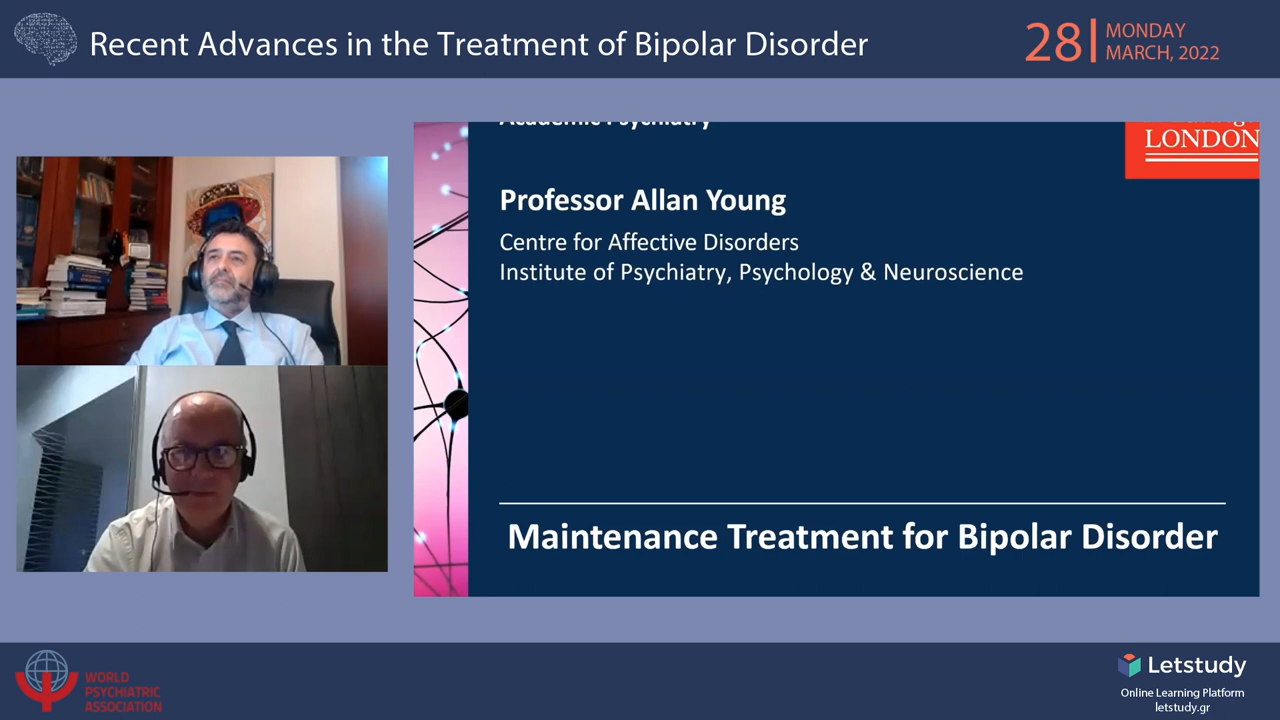 Recent Advances in the Treatment of Bipolar Disorder
28
MONDAY
MARCH, 2022
Academic Psychiatry
LONDON
Professor Allan Young
Centre for Affective Disorders
Institute of Psychiatry, Psychology & Neuroscience
Maintenance Treatment for Bipolar Disorder
WORLD
PSYCHIATRIC
ASSOCIATION
Letstudy
Online Learning Platform
letstudy.gr